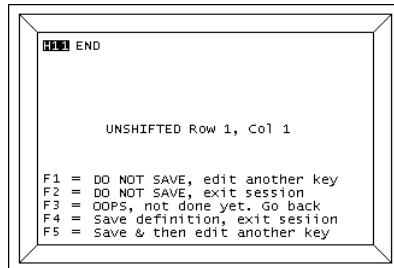 H11 END
UNSHIFTED Row 1, Col 1
F1 = DO NOT SAVE, edit another key
F2 = DO NOT SAVE, exit session
F3 = OOPS, not done yet. Go back
F4 = Save definition, exit sesiion
F5 = Save & then edit another key